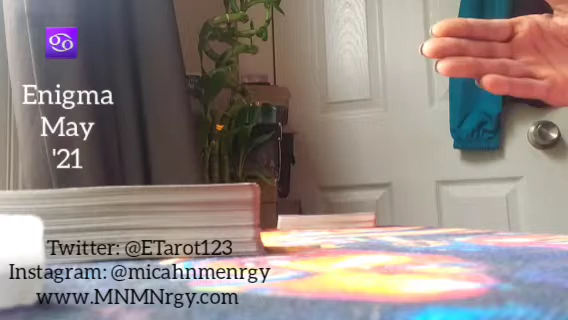 ♋
Enigma
May
'21
Twitter: @ETarot123
Instagram: @micahnmenrgy
www.MNMNrgy.com